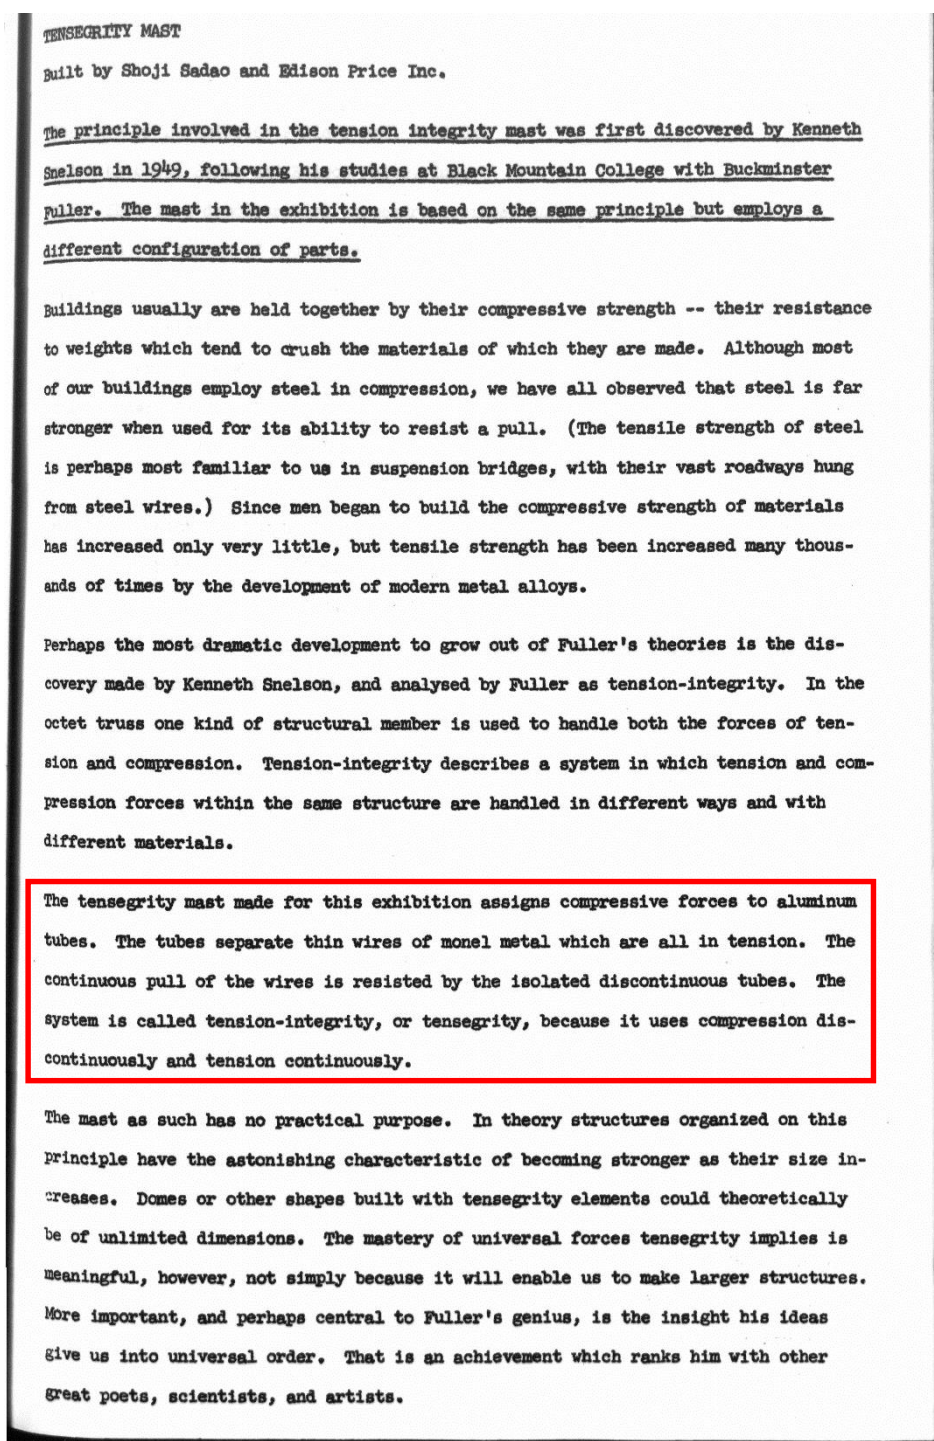 TENSEGRITY MAST
Built by Shoji Sadao and Edison Price Inc.
The principle involved in the tension integrity mast was first discovered by Kenneth
Snelson in 1949, following his studies at Black Mountain College with Buckminster
Fuller. The mast in the exhibition is based on the same principle but employs a
different configuration of parts.
Buildings usually are held together by their compressive strength -- their resistance
to weights which tend to crush the materials of which they are made. Although most
of our buildings employ steel in compression, we have all observed that steel is far
stronger when used for its ability to resist a pull. (The tensile strength of steel
is perhaps most familiar to us in suspension bridges, with their vast roadways hung
from steel wires.) Since men began to build the compressive strength of materials
has increased only very little, but tensile strength has been increased many thous-
ands of times by the development of modern metal alloys.
Perhaps the most dramatic development to grow out of Fuller's theories is the dis-
covery made by Kenneth Snelson, and analysed by Fuller as tension-integrity. In the
octet truss one kind of structural member is used to handle both the forces of ten-
sion and compression. Tension-integrity describes a system in which tension and com-
pression forces within the same structure are handled in different ways and with
different materials.
The tensegrity mast made for this exhibition assigns compressive forces to aluminum
tubes. The tubes separate thin wires of monel metal which are all in tension. The
continuous pull of the wires is resisted by the isolated discontinuous tubes. The
system is called tension-integrity, or tensegrity, because it uses compression dis-
continuously and tension continuously.
The mast as such has no practical purpose. In theory structures organized on this
principle have the astonishing characteristic of becoming stronger as their size in-
creases. Domes or other shapes built with tensegrity elements could theoretically
be of unlimited dimensions. The mastery of universal forces tensegrity implies is
meaningful, however, not simply because it will enable us to make larger structures.
More important, and perhaps central to Fuller's genius, is the insight his ideas
give us into universal order. That is an achievement which ranks him with other
great poets, scientists, and artists.